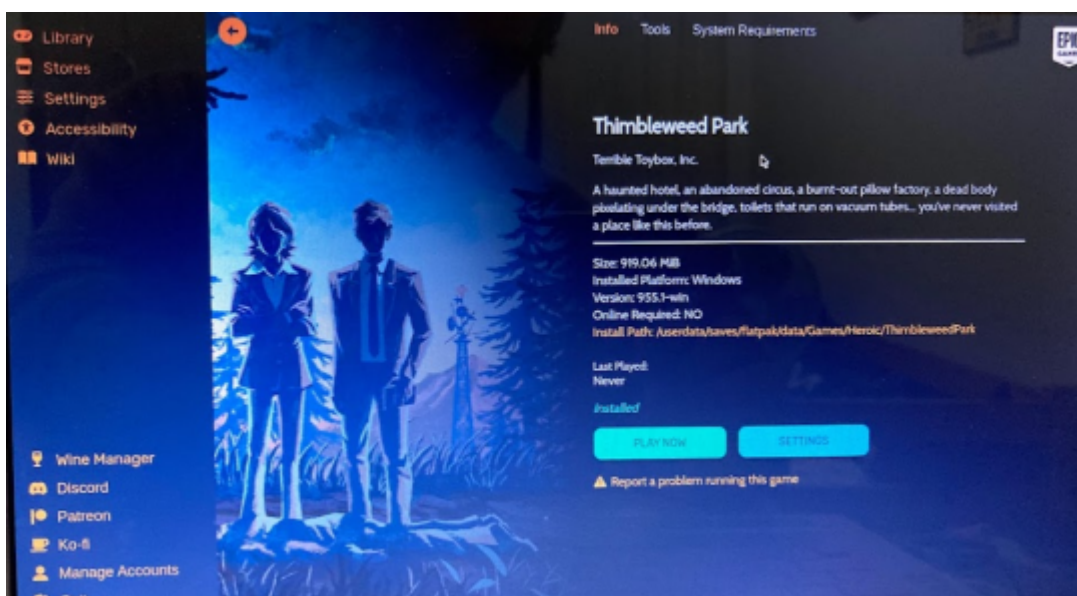 Library
Stores
Settings
Accessibility
Wiki
Wine Manager
Discord
Patreon
Ko-fi
Manage Accounts
Info Tools System Requirements
EPIC
GAMES
Thimbleweed Park
Terrible Toybox, Inc.
A haunted hotel, an abandoned circus, a burnt-out pillow factory, a dead body
pixelating under the bridge, toilets that run on vacuum tubes... you've never visited
a place like this before.
Size: 919.06 MiB
Installed Platform: Windows
Version: 955.1-win
Online Required: NO
Install Path: /userdata/saves/flatpak/data/Games/Heroic/ThimbleweedPark
Last Played:
Never
Installed
PLAY NOW SETTINGS
Report a problem running this game